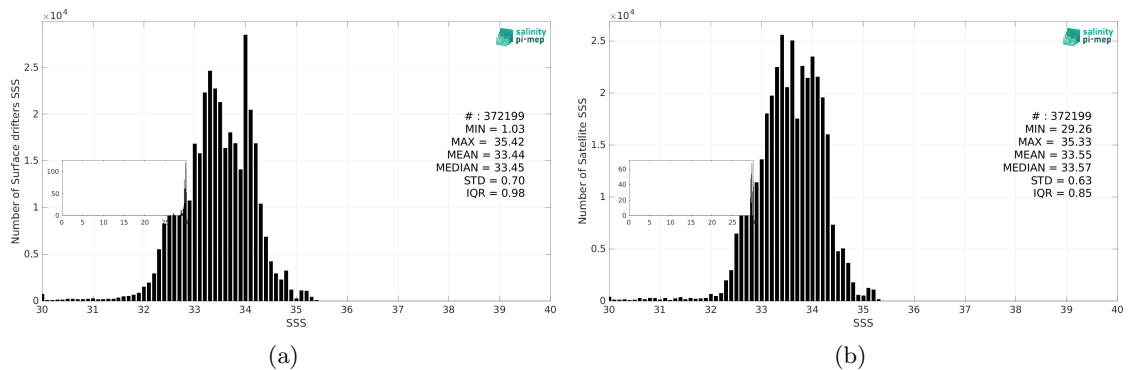 ×10⁴
salinity
pi-mep
2.5
2
1.5
1
0.5
0
Number of Surface drifters SSS
# : 372199
MIN = 1.03
MAX = 35.42
MEAN = 33.44
MEDIAN = 33.45
STD = 0.70
IQR = 0.98
100
50
0
0 5 10 15 20 25
30 31 32 33 34 35 36 37 38 39 40
SSS
(a)
×10⁴
salinity
pi-mep
2.5
2
1.5
1
0.5
0
Number of Satellite SSS
# : 372199
MIN = 29.26
MAX = 35.33
MEAN = 33.55
MEDIAN = 33.57
STD = 0.63
IQR = 0.85
60
40
20
0
0 5 10 15 20 25
30 31 32 33 34 35 36 37 38 39 40
SSS
(b)